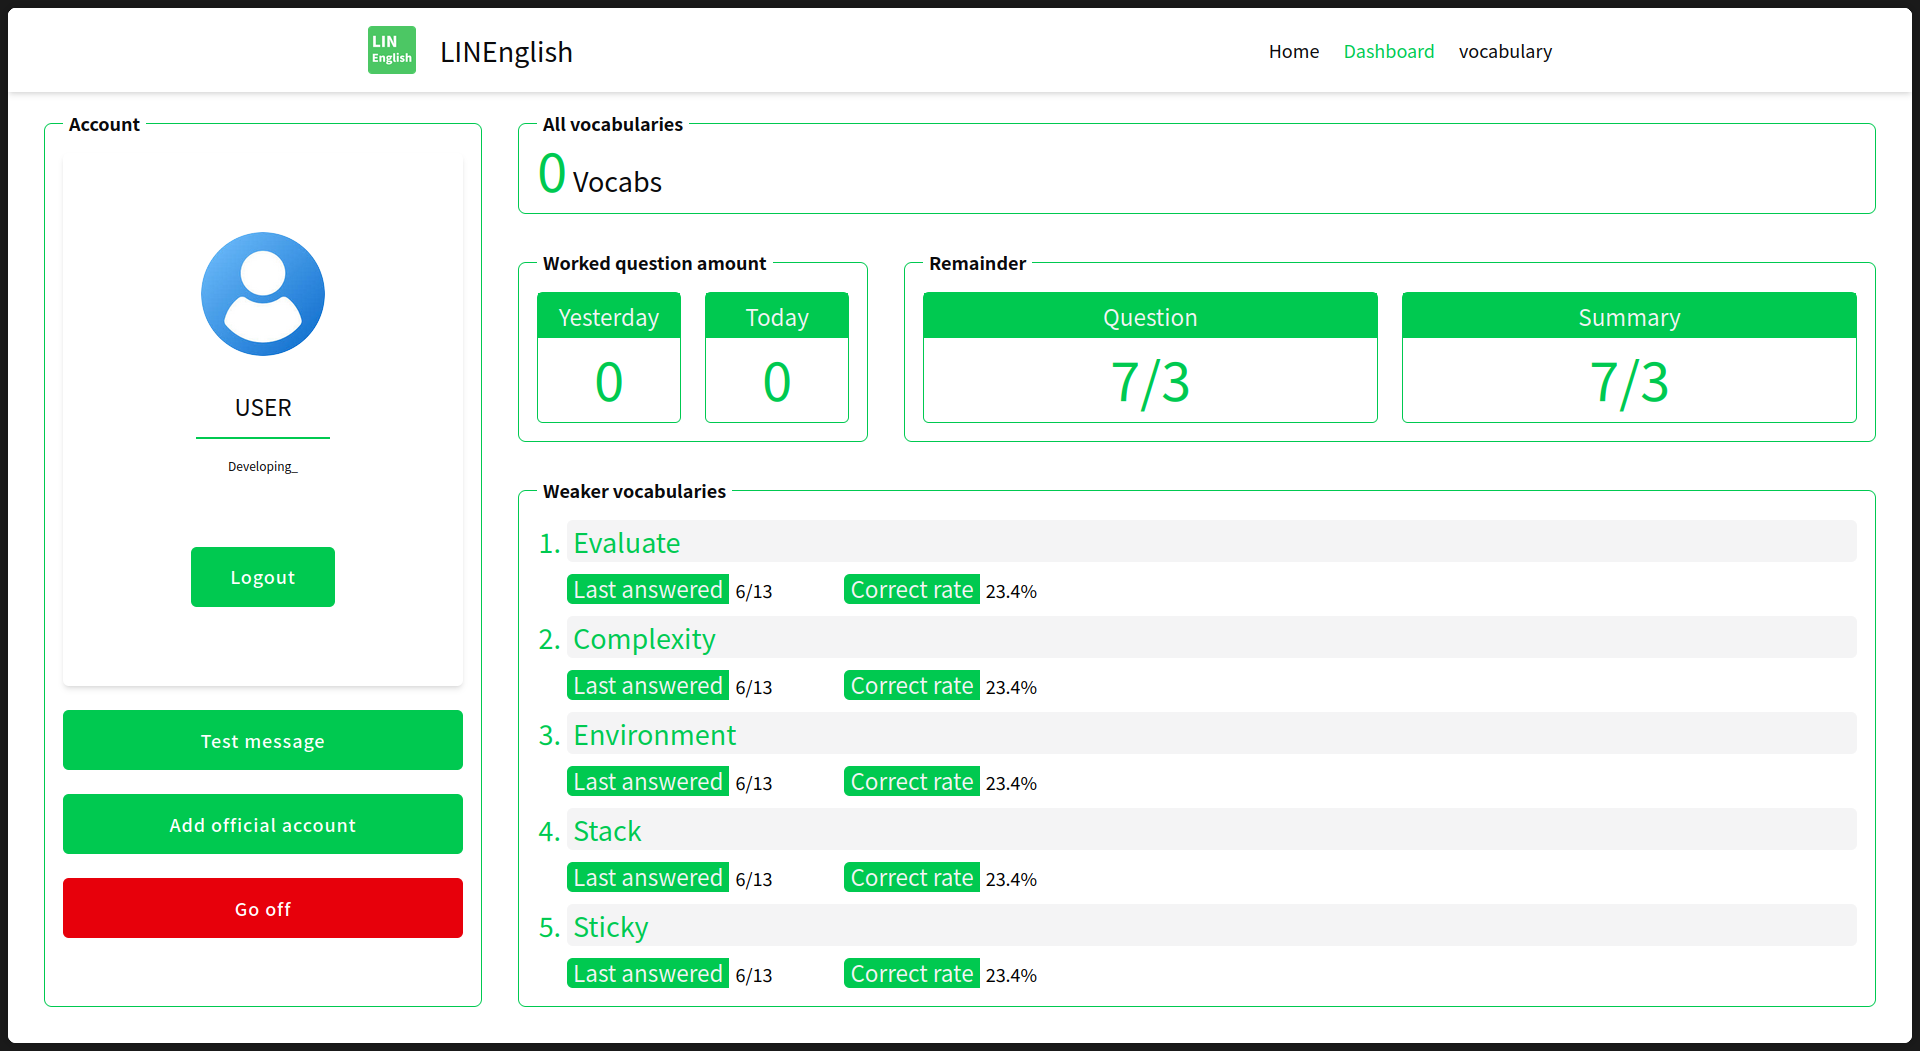 LIN
English
LINEnglish
Home Dashboard vocabulary
Account
USER
Developing_
Logout
Test message
Add official account
Go off
All vocabularies
0 Vocabs
Worked question amount
Yesterday
0
Today
0
Remainder
Question
7/3
Summary
7/3
Weaker vocabularies
1. Evaluate
Last answered 6/13 Correct rate 23.4%
2. Complexity
Last answered 6/13 Correct rate 23.4%
3. Environment
Last answered 6/13 Correct rate 23.4%
4. Stack
Last answered 6/13 Correct rate 23.4%
5. Sticky
Last answered 6/13 Correct rate 23.4%